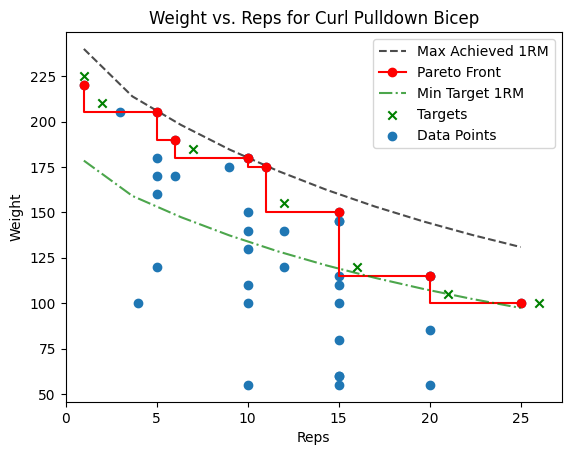 Weight vs. Reps for Curl Pulldown Bicep
Max Achieved 1RM
Pareto Front
Min Target 1RM
Targets
Data Points
Weight
225
200
175
150
125
100
75
50
0
5
10
15
20
25
Reps